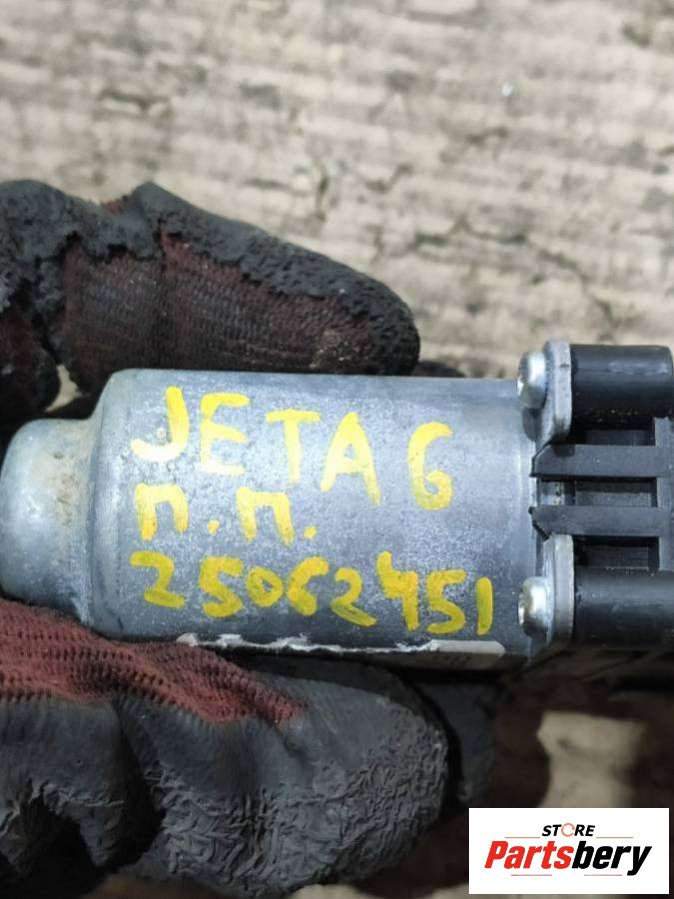 JETA 6
п.п.
25062451
STORE
Partsbery